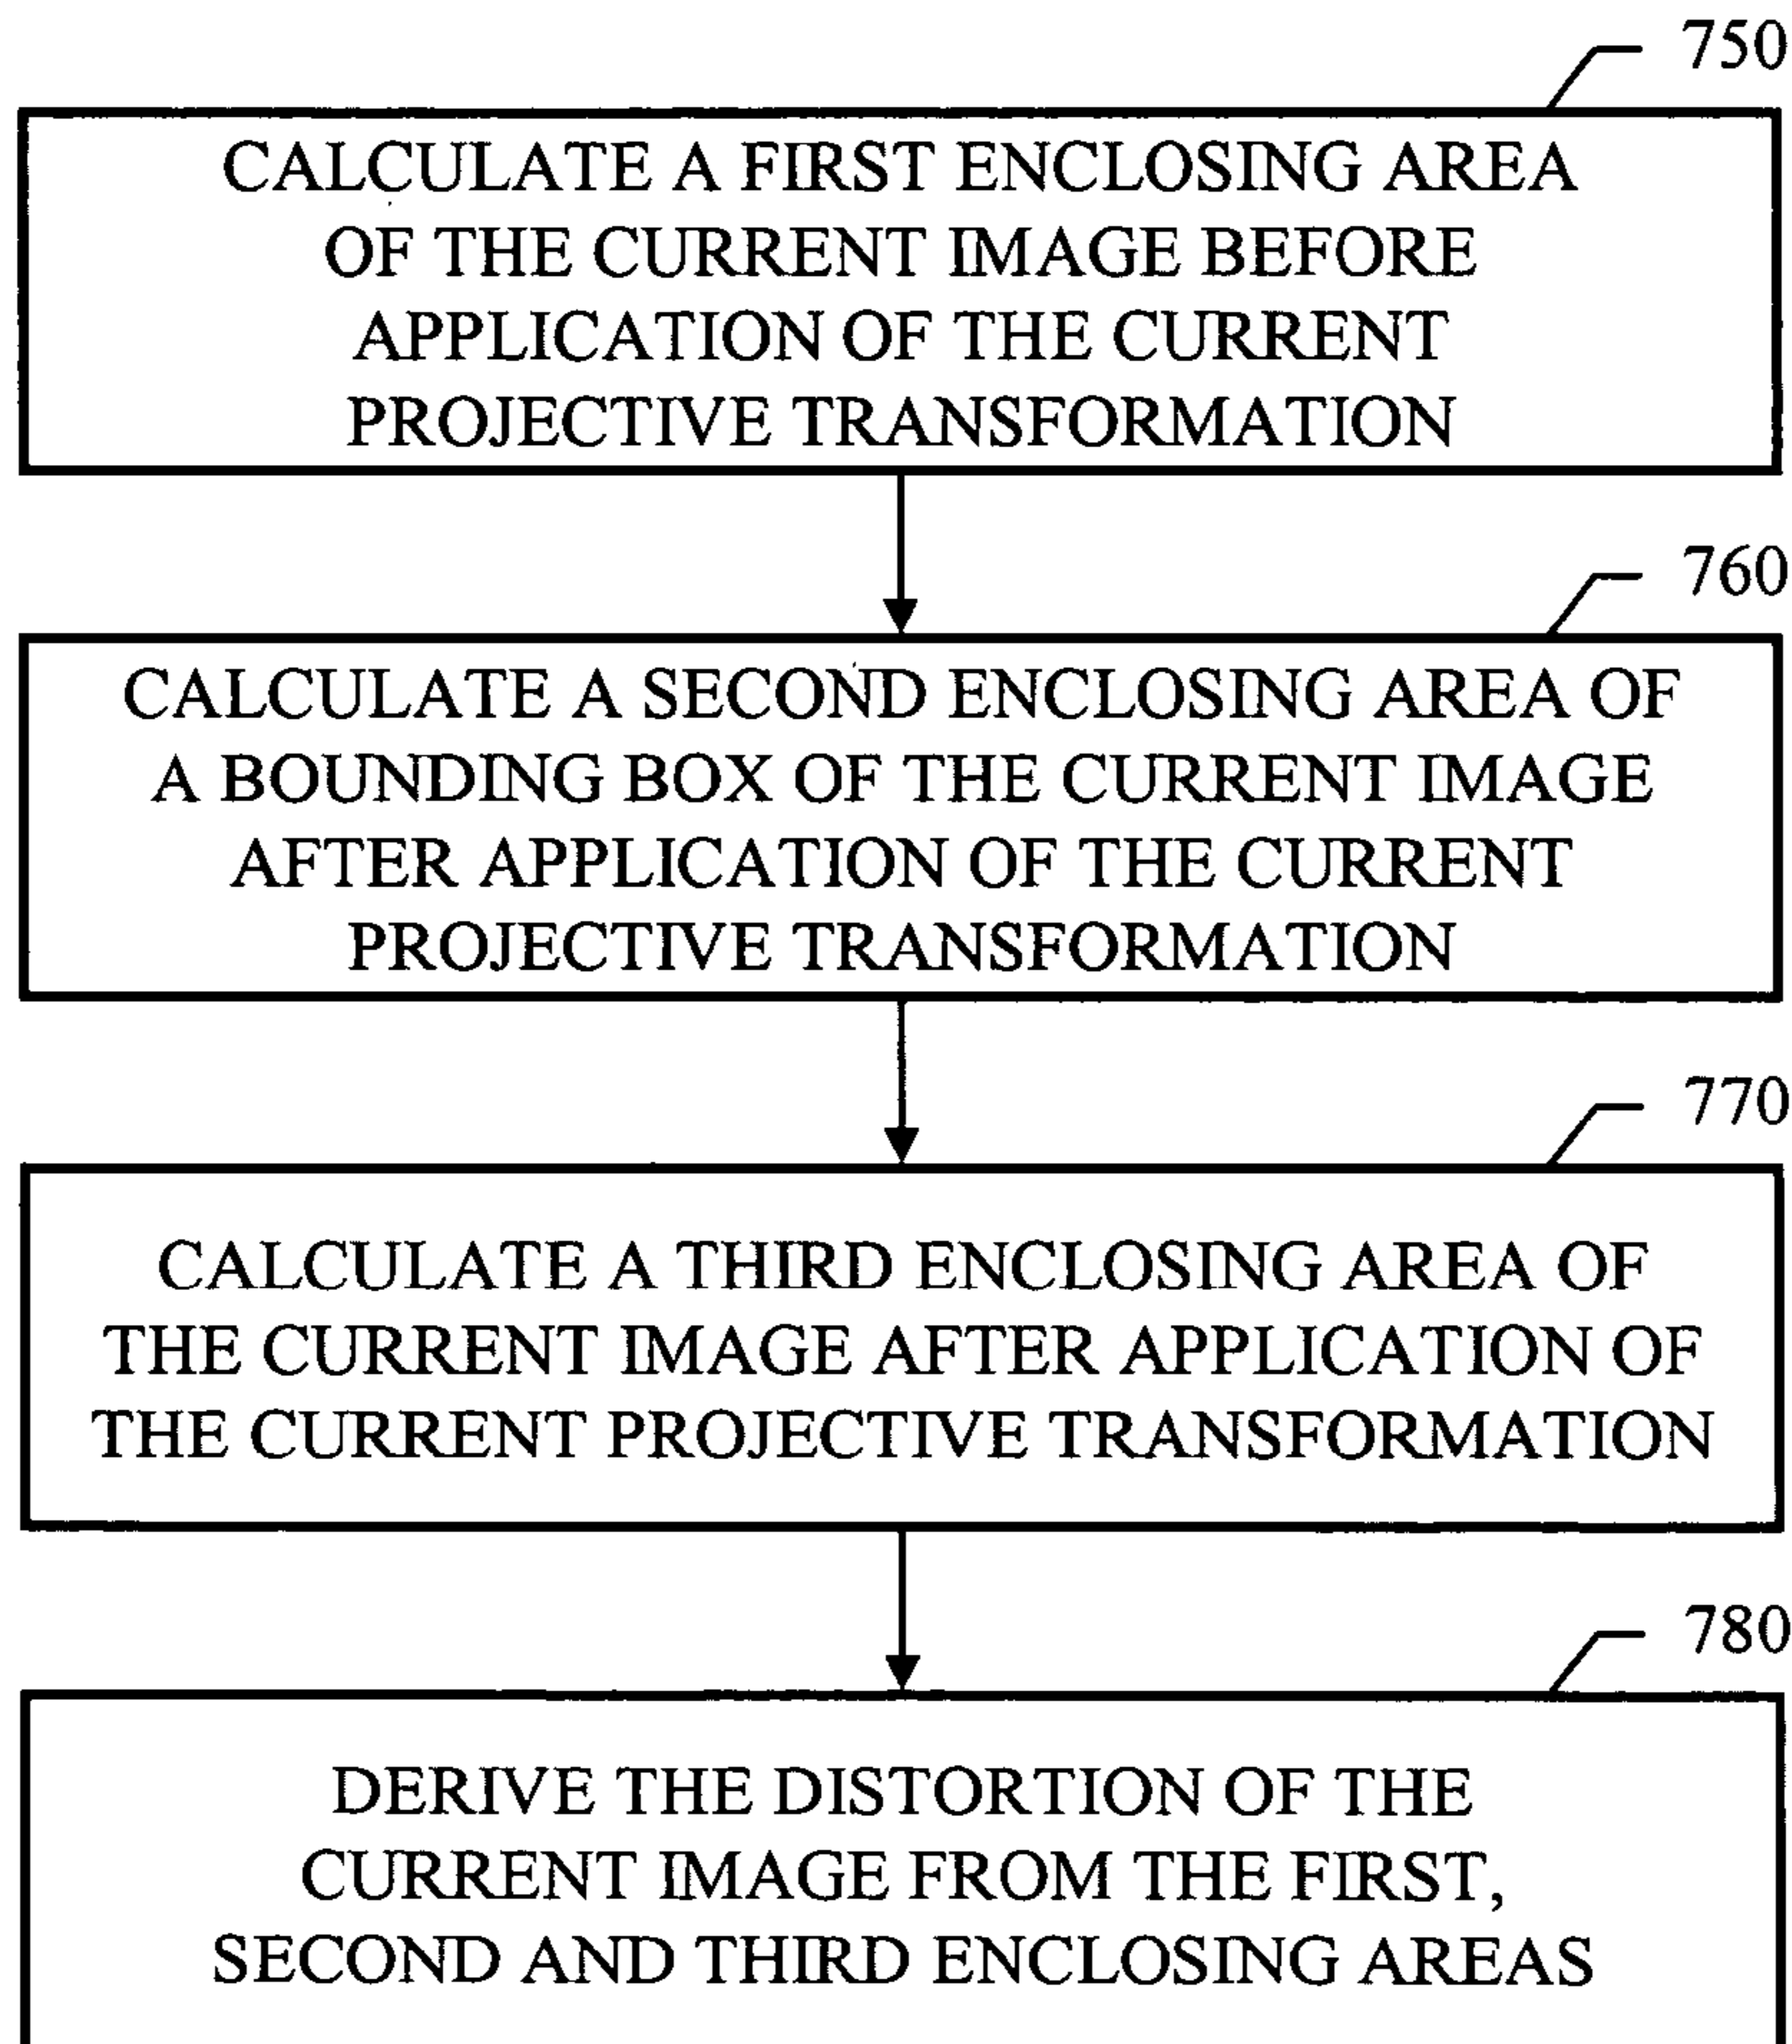 750
CALCULATE A FIRST ENCLOSING AREA
OF THE CURRENT IMAGE BEFORE
APPLICATION OF THE CURRENT
PROJECTIVE TRANSFORMATION
760
CALCULATE A SECOND ENCLOSING AREA OF
A BOUNDING BOX OF THE CURRENT IMAGE
AFTER APPLICATION OF THE CURRENT
PROJECTIVE TRANSFORMATION
770
CALCULATE A THIRD ENCLOSING AREA OF
THE CURRENT IMAGE AFTER APPLICATION OF
THE CURRENT PROJECTIVE TRANSFORMATION
780
DERIVE THE DISTORTION OF THE
CURRENT IMAGE FROM THE FIRST,
SECOND AND THIRD ENCLOSING AREAS